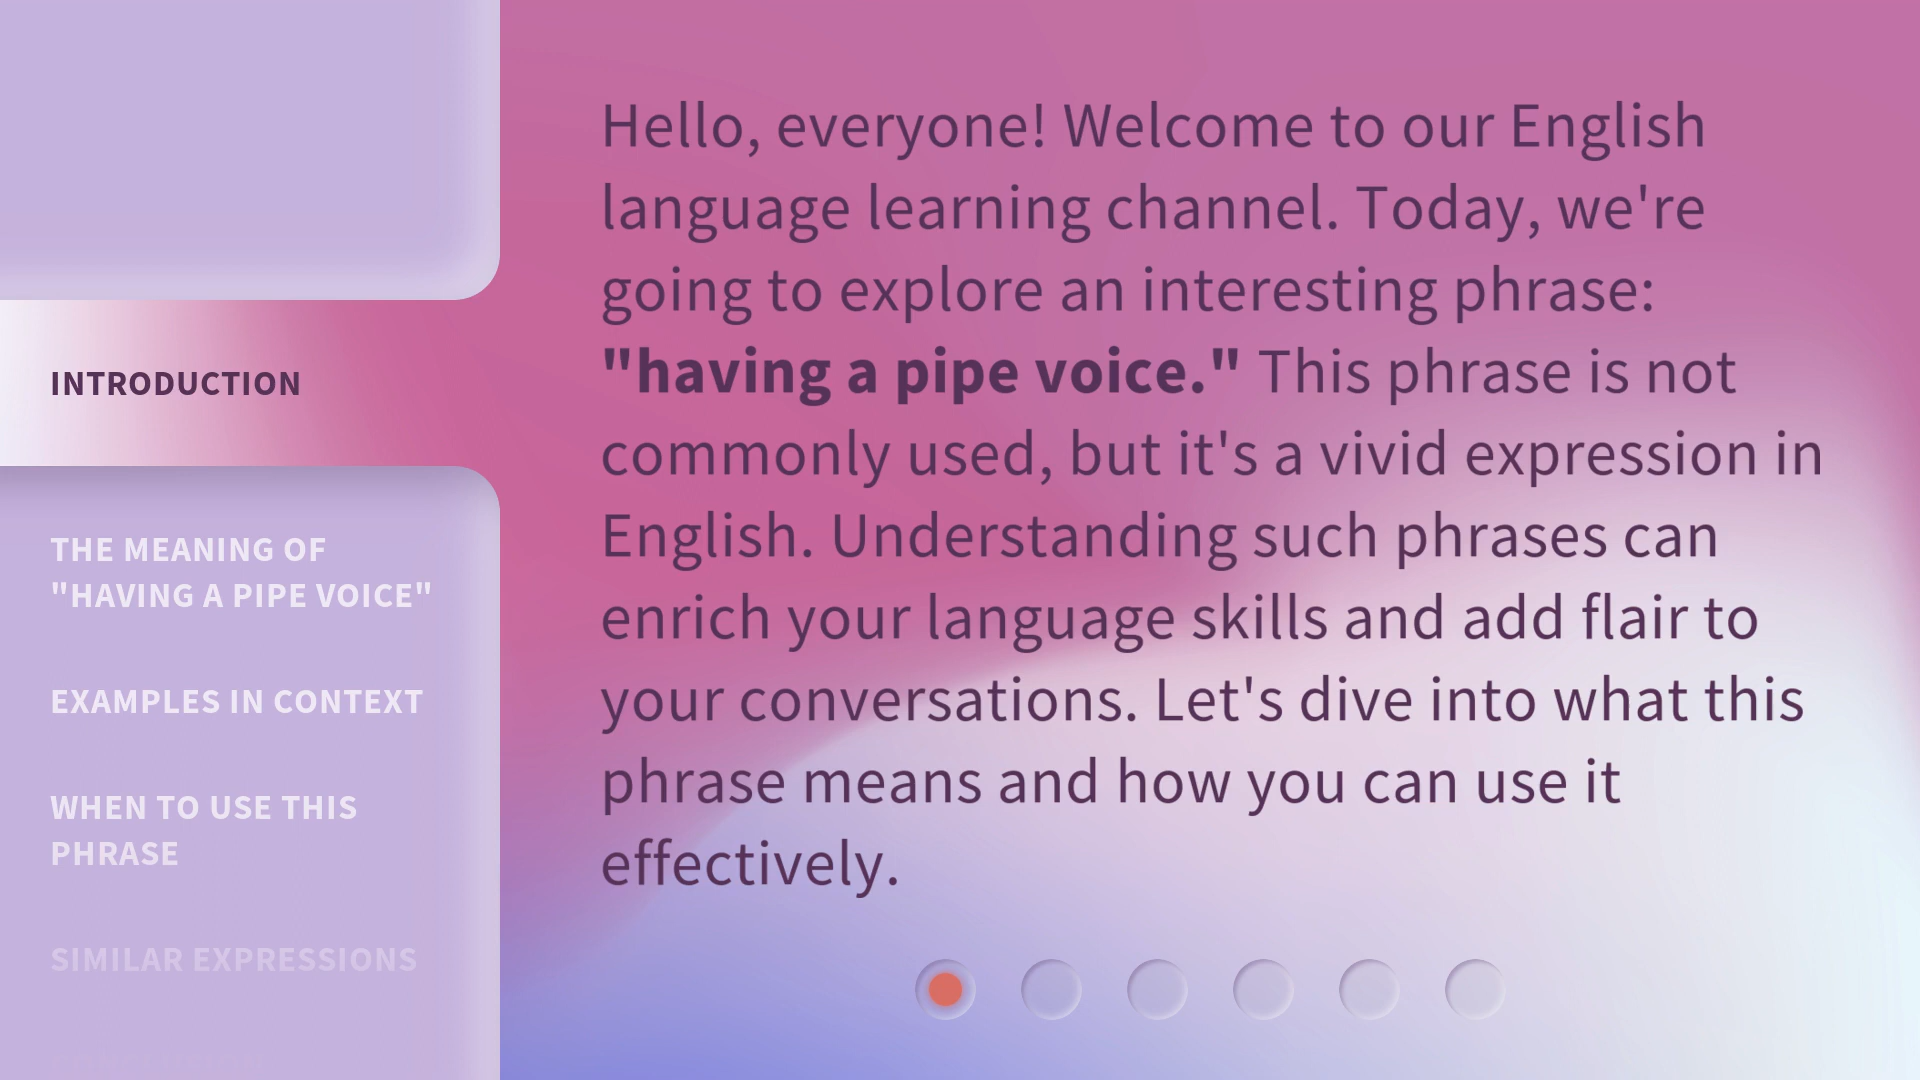 INTRODUCTION
THE MEANING OF
"HAVING A PIPE VOICE"
EXAMPLES IN CONTEXT
WHEN TO USE THIS
PHRASE
SIMILAR EXPRESSIONS
CONCLUSION
Hello, everyone! Welcome to our English
language learning channel. Today, we're
going to explore an interesting phrase:
"having a pipe voice." This phrase is not
commonly used, but it's a vivid expression in
English. Understanding such phrases can
enrich your language skills and add flair to
your conversations. Let's dive into what this
phrase means and how you can use it
effectively.